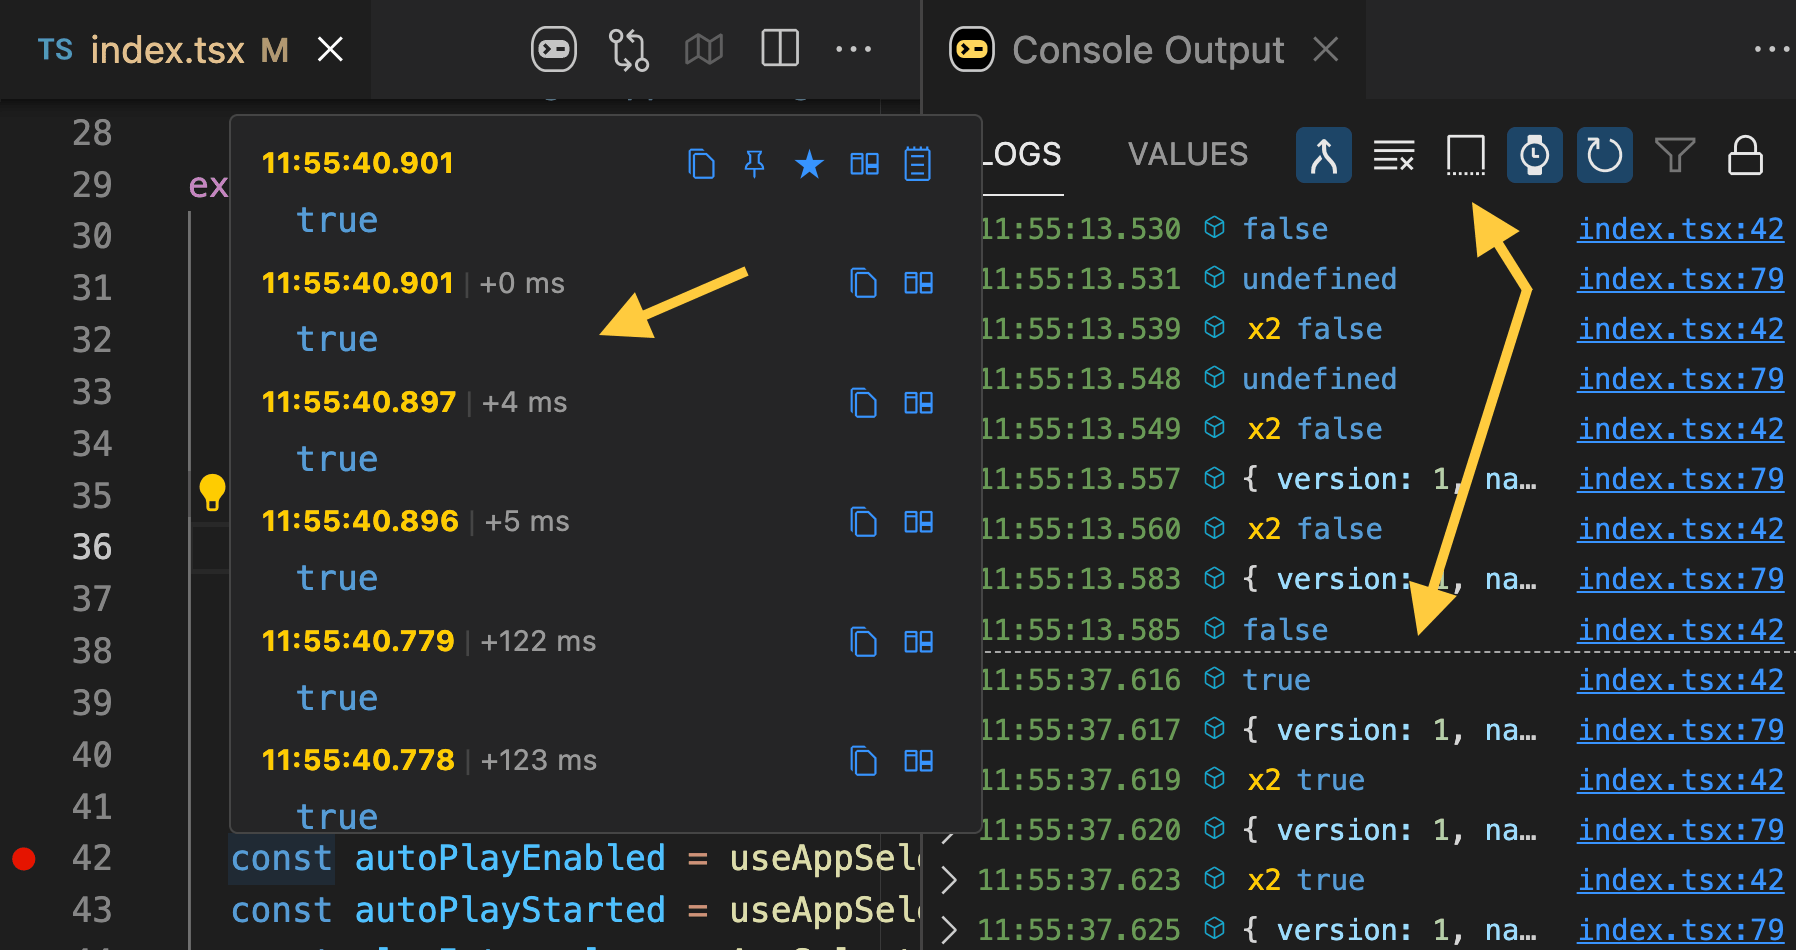 TS index.tsx M
Console Output
28
29 ex
30
31
32
33
34
35
36
37
38
39
40
41
42 const autoPlayEnabled = useAppSel
43 const autoPlayStarted = useAppSel
11:55:40.901
true
11:55:40.901 | +0 ms
true
11:55:40.897 | +4 ms
true
11:55:40.896 | +5 ms
true
11:55:40.779 | +122 ms
true
11:55:40.778 | +123 ms
true
LOGS VALUES
11:55:13.530 false index.tsx:42
11:55:13.531 undefined index.tsx:79
11:55:13.539 x2 false index.tsx:42
11:55:13.548 undefined index.tsx:79
11:55:13.549 x2 false index.tsx:42
11:55:13.557 { version: 1, na… index.tsx:79
11:55:13.560 x2 false index.tsx:42
11:55:13.583 { version: 1, na… index.tsx:79
11:55:13.585 false index.tsx:42
11:55:37.616 true index.tsx:42
11:55:37.617 { version: 1, na… index.tsx:79
11:55:37.619 x2 true index.tsx:42
11:55:37.620 { version: 1, na… index.tsx:79
11:55:37.623 x2 true index.tsx:42
11:55:37.625 { version: 1, na… index.tsx:79